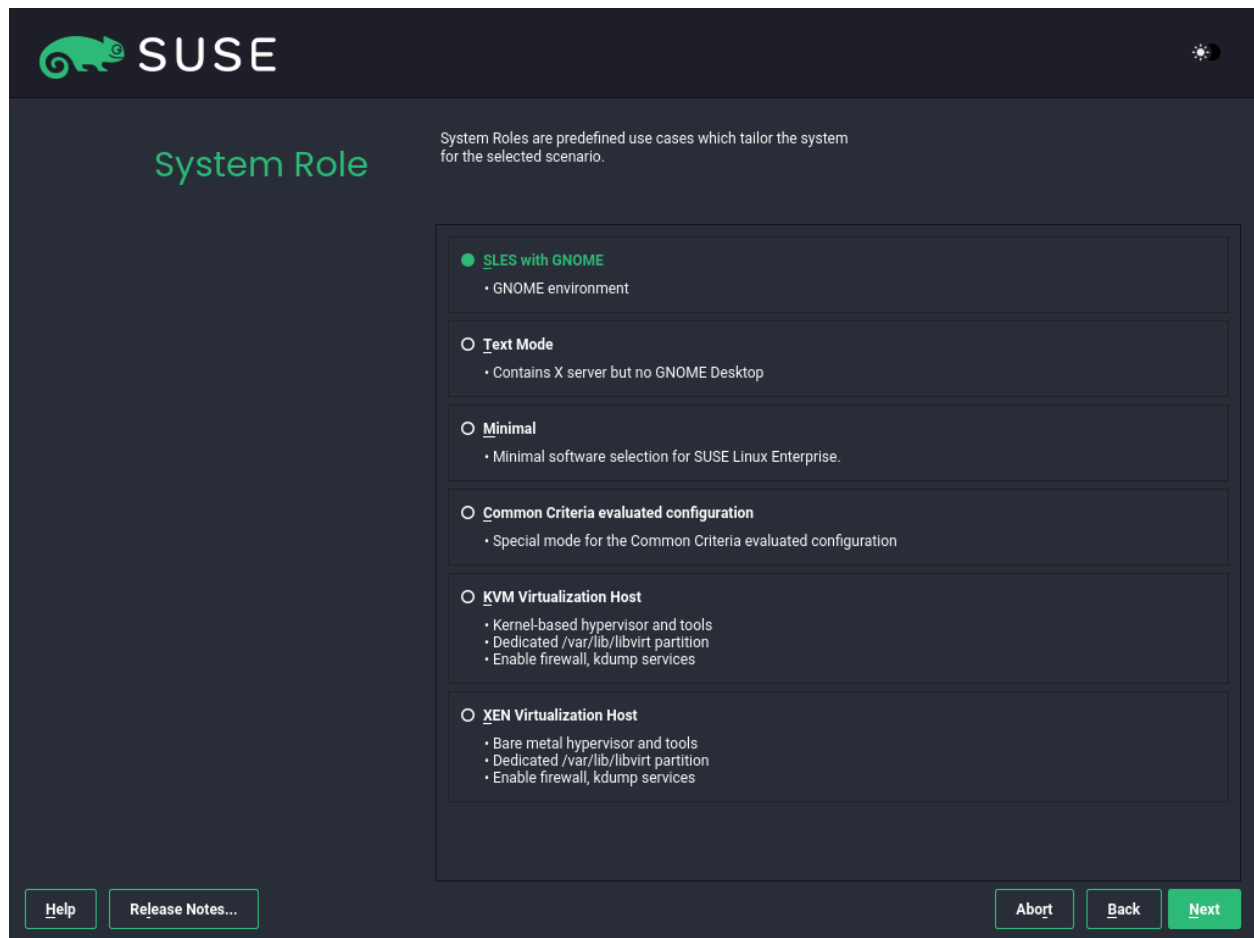 SUSE
System Role
System Roles are predefined use cases which tailor the system
for the selected scenario.
SLES with GNOME
• GNOME environment
Text Mode
• Contains X server but no GNOME Desktop
Minimal
• Minimal software selection for SUSE Linux Enterprise.
Common Criteria evaluated configuration
• Special mode for the Common Criteria evaluated configuration
KVM Virtualization Host
• Kernel-based hypervisor and tools
• Dedicated /var/lib/libvirt partition
• Enable firewall, kdump services
XEN Virtualization Host
• Bare metal hypervisor and tools
• Dedicated /var/lib/libvirt partition
• Enable firewall, kdump services
Help Release Notes... Abort Back Next